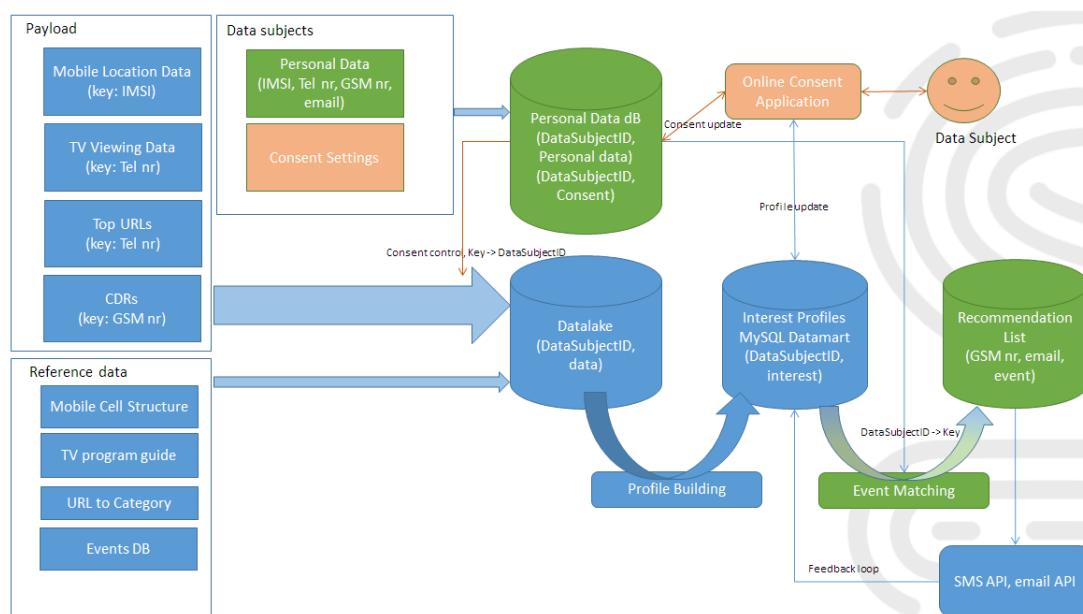 Payload
Mobile Location Data
(key: IMSI)
TV Viewing Data
(key: Tel nr)
Top URLs
(key: Tel nr)
CDRs
(key: GSM nr)
Data subjects
Personal Data
(IMSI, Tel nr, GSM nr,
email)
Consent Settings
Personal Data dB
(DataSubjectID,
Personal data)
(DataSubjectID,
Consent)
Online Consent
Application
Data Subject
Consent update
Profile update
Consent control, Key -> DataSubjectID
Datalake
(DataSubjectID,
data)
Interest Profiles
MySQL Datamart
(DataSubjectID,
interest)
Recommendation
List
(GSM nr, email,
event)
Reference data
Mobile Cell Structure
TV program guide
URL to Category
Events DB
DataSubjectID -> Key
Profile Building
Event Matching
Feedback loop
SMS API, email API